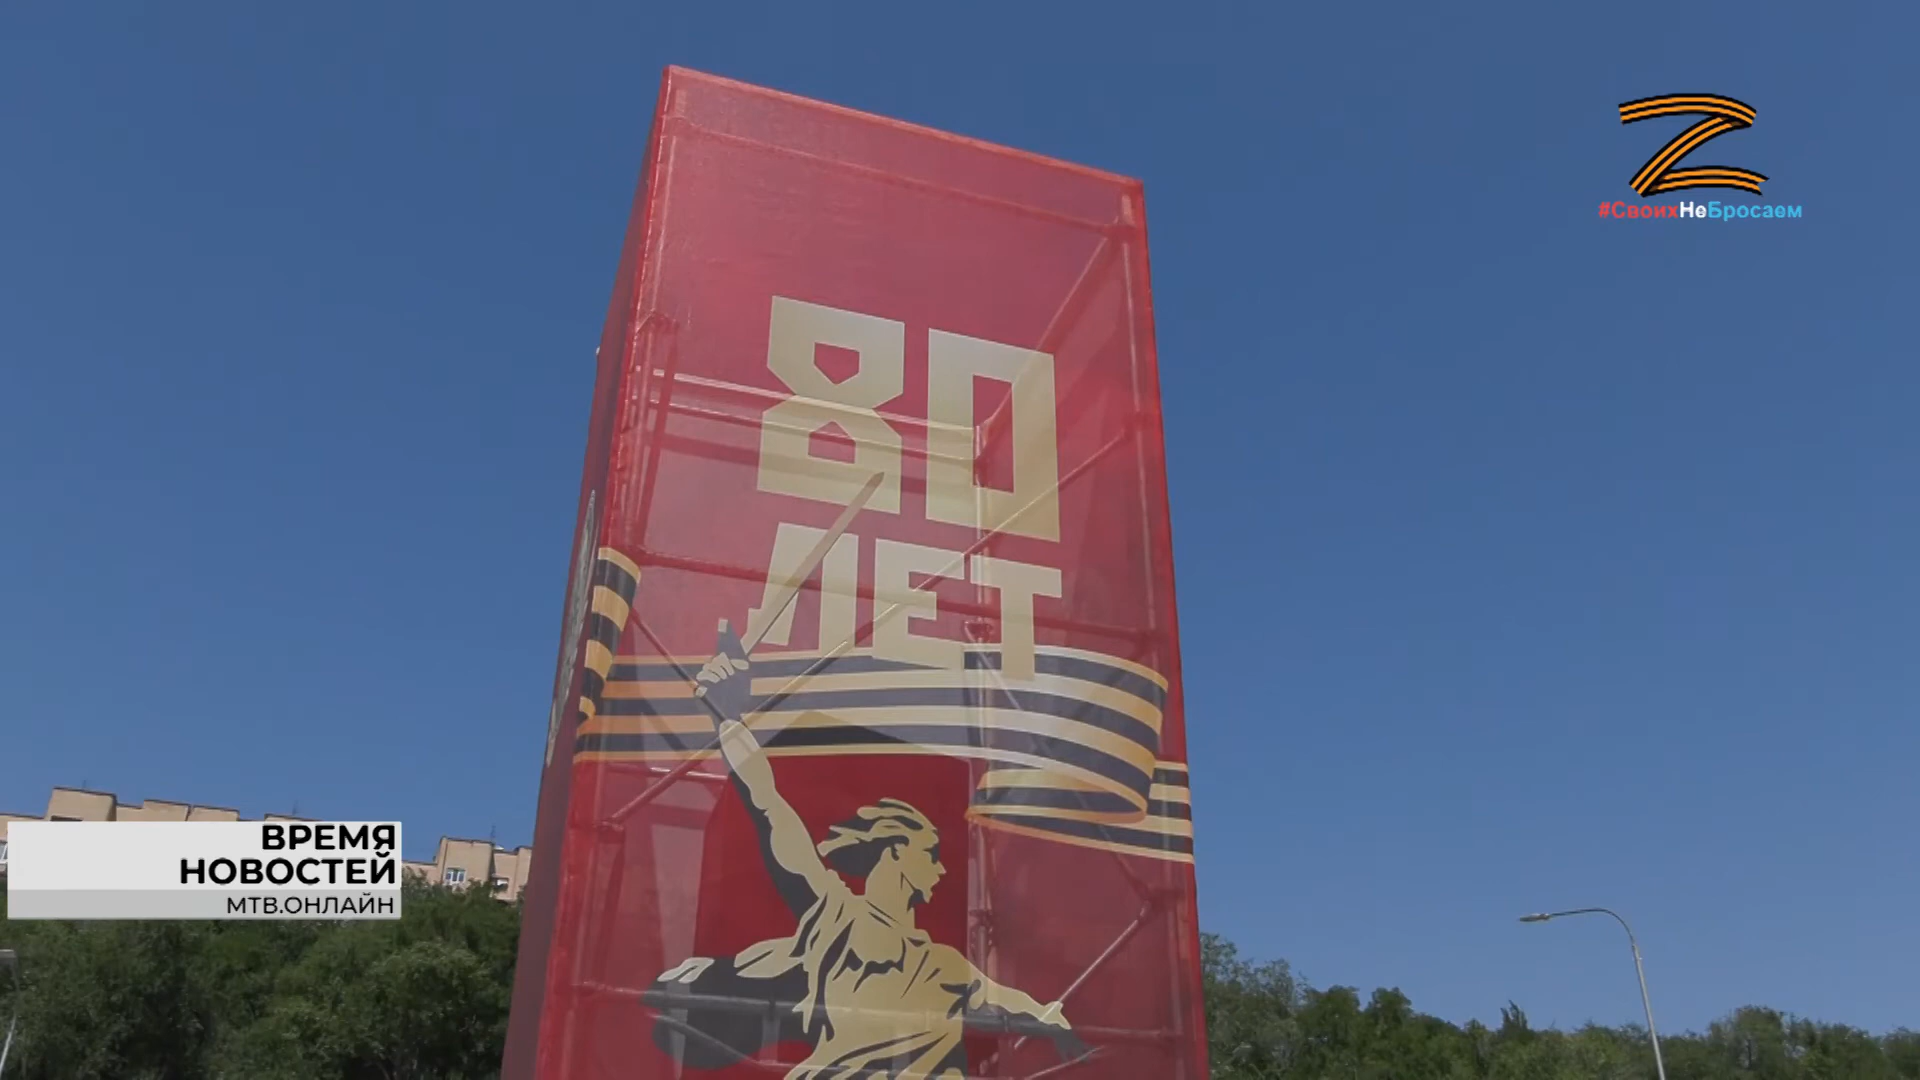 #СвоихНеБросаем
80
ЛЕТ
ВРЕМЯ
НОВОСТЕЙ
МТВ.ОНЛАЙН